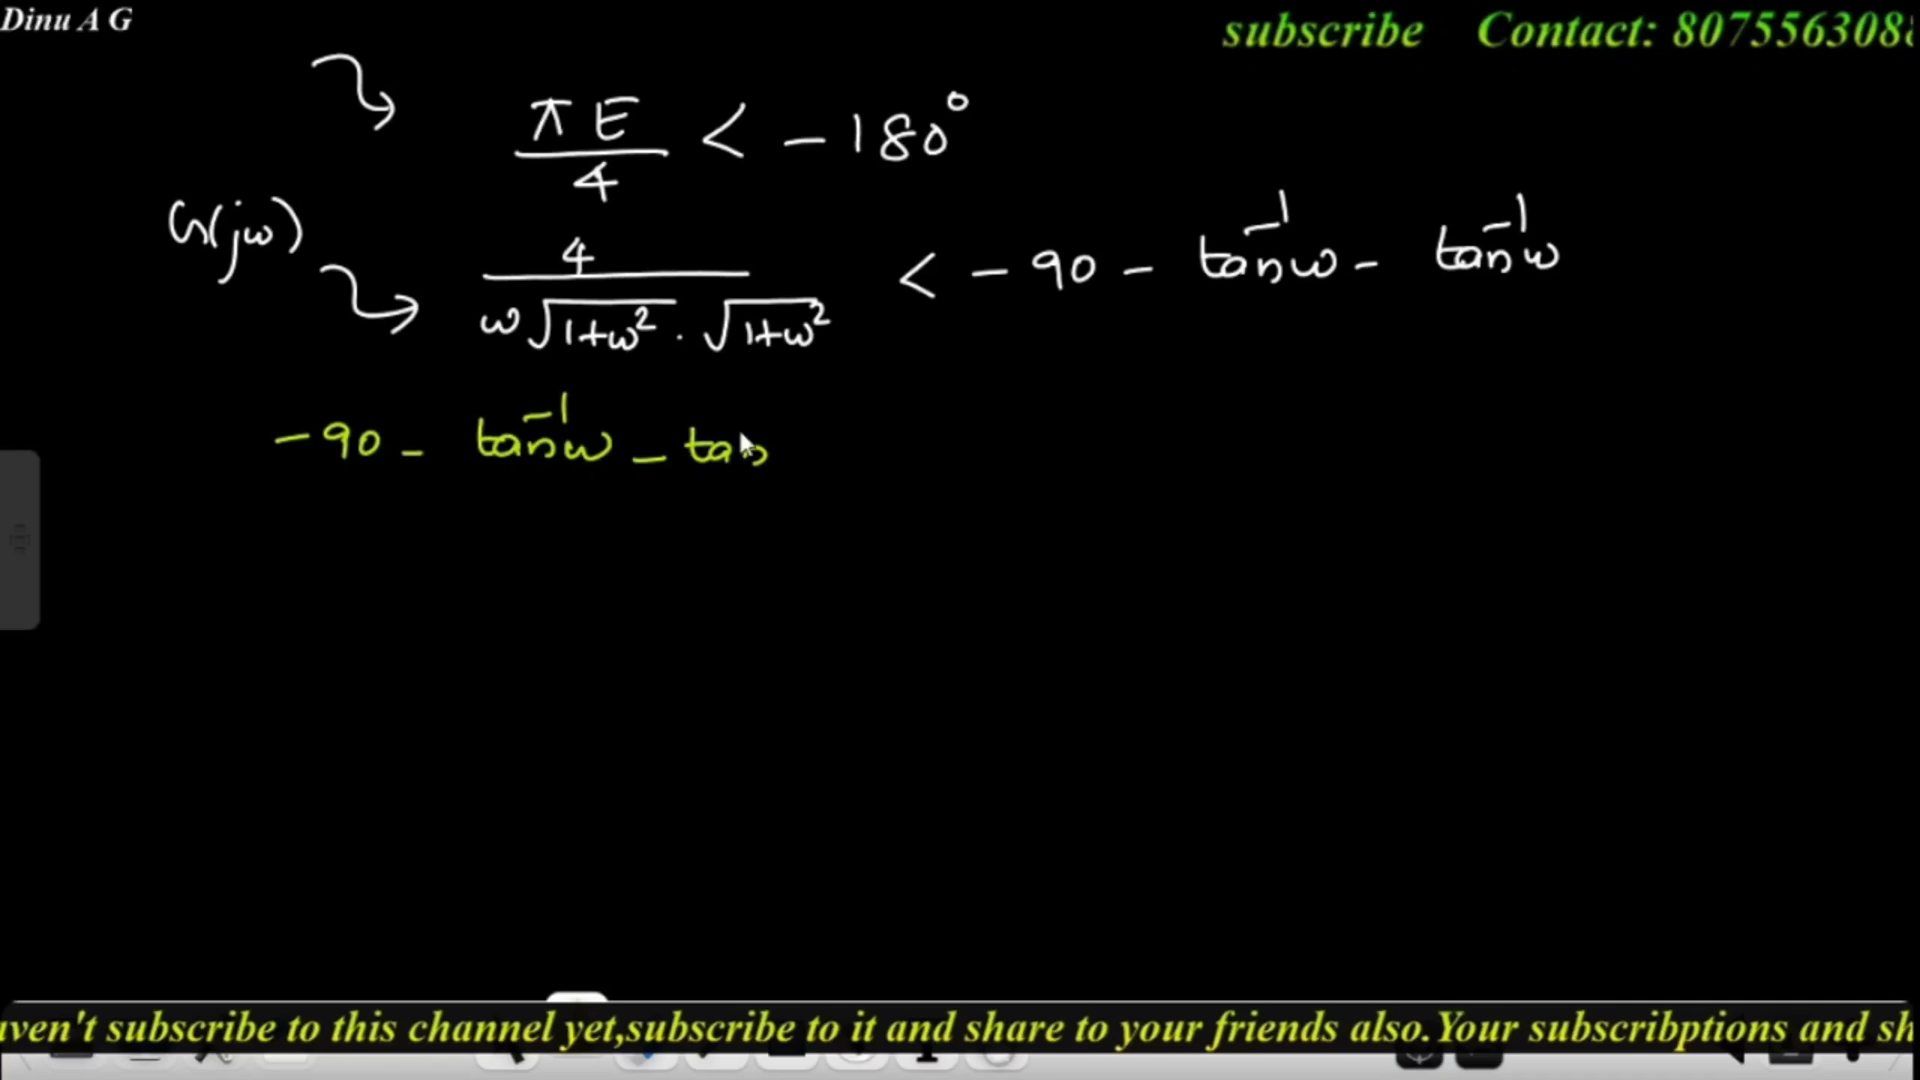 Dinu A G
subscribe Contact: 807556308
πE/4 < -180°
G(jω)
4/(ω√(1+ω²) . √(1+ω²)) < -90 - tan⁻¹ω - tan⁻¹ω
-90 - tan⁻¹ω - tan
subscribe to this channel yet,subscribe to it and share to your friends also.Your subscribptions and